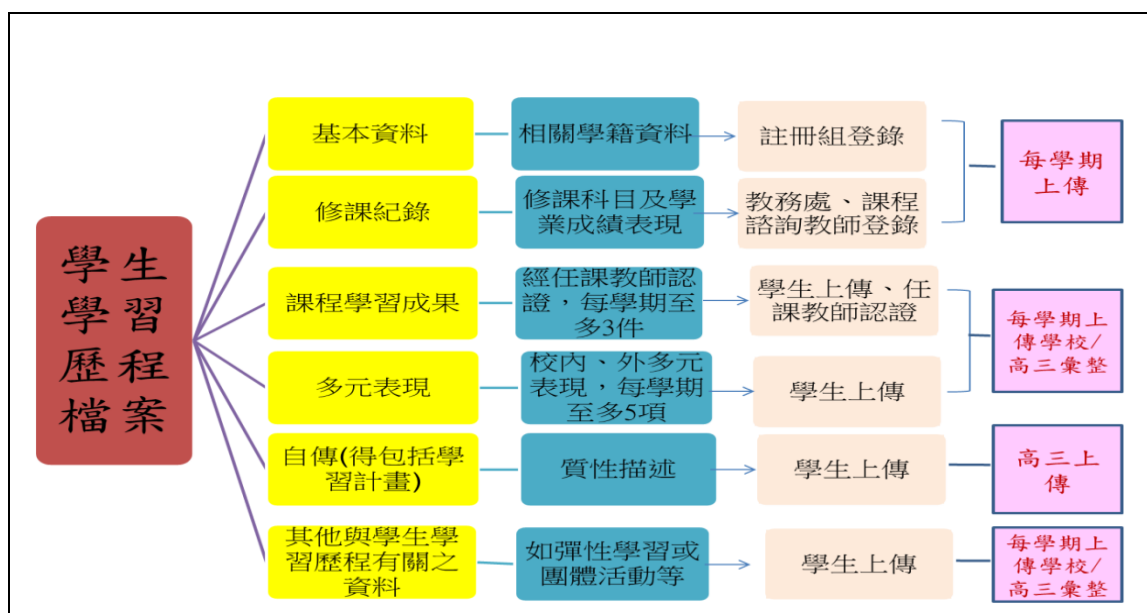 學生
學習
歷程
檔案
基本資料
相關學籍資料
註冊組登錄
每學期
上傳
修課紀錄
修課科目及學
業成績表現
教務處、課程
諮詢教師登錄
課程學習成果
經任課教師認
證，每學期至
多3件
學生上傳、任
課教師認證
每學期上
傳學校/
高三彙整
多元表現
校內、外多元
表現，每學期
至多5項
學生上傳
自傳(得包括學
習計畫)
質性描述
學生上傳
高三上
傳
其他與學生學
習歷程有關之
資料
如彈性學習或
團體活動等
學生上傳
每學期上
傳學校/
高三彙整